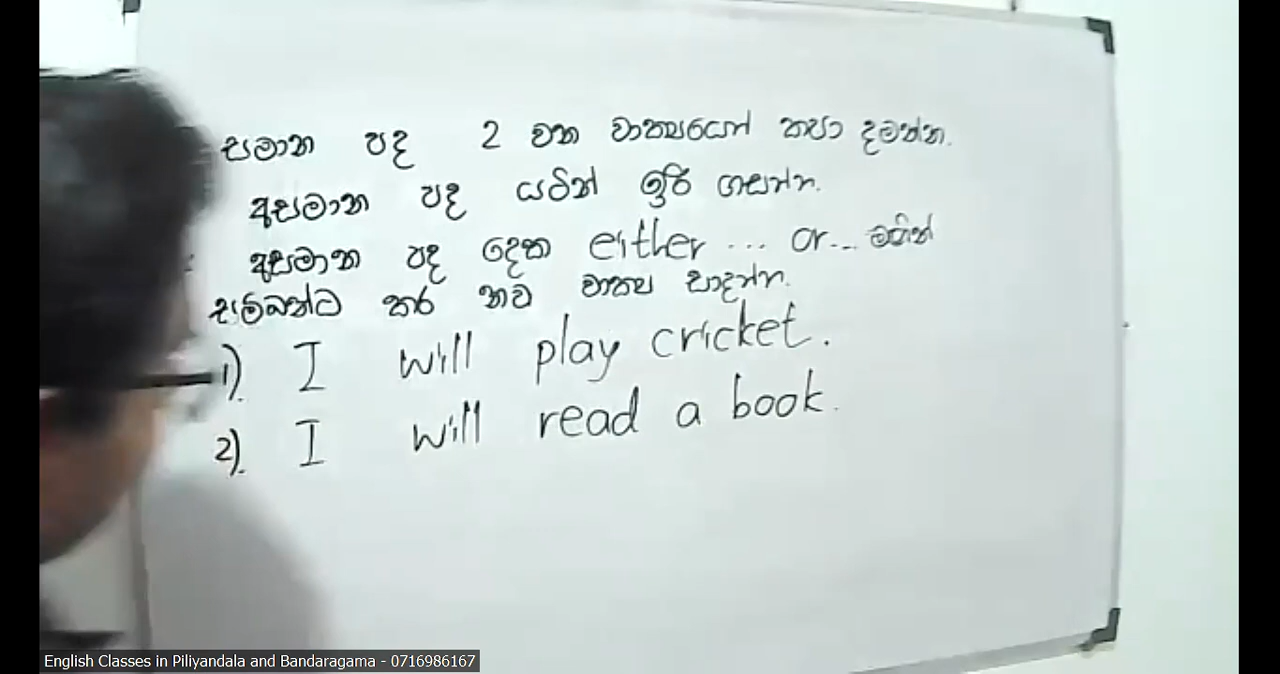 සමාන පද 2 වන වාක්‍යයෙන් කපා දමන්න.
අසමාන පද යටින් ඉරි ගසන්න.
අසමාන පද දෙක either ... or... මගින්
සම්බන්ධ කර නව වාක්‍ය සාදන්න.
1). I will play cricket.
2). I will read a book.
English Classes in Piliyandala and Bandaragama - 0716986167